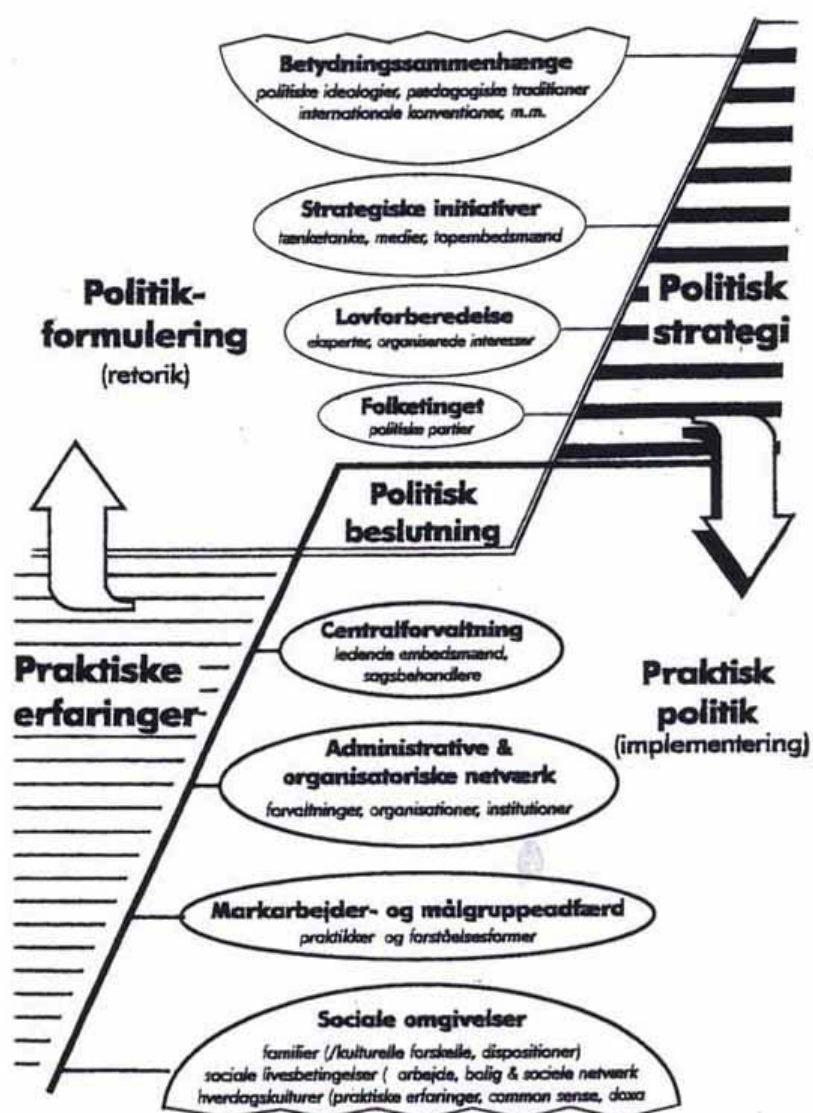 Betydningssammenhænge
politiske ideologier, pædagogiske traditioner
internationale konventioner, m.m.
Strategiske initiativer
tænketanke, medier, topembedsmænd
Politik-
formulering
(retorik)
Lovforberedelse
eksperter, organiserede interesser
Politisk
strategi
Folketinget
politiske partier
Politisk
beslutning
Centralforvaltning
ledende embedsmænd,
sagsbehandlere
Praktiske
erfaringer
Praktisk
politik
(implementering)
Administrative &
organisatoriske netværk
forvaltninger, organisationer, institutioner
Markarbejder- og målgruppeadfærd
praktikker og forståelsesformer
Sociale omgivelser
familier (/kulturelle forskelle, dispositioner)
sociale livesbetingelser ( arbejde, bolig & sociele netværk
hverdagskulturer (praktiske erfaringer, common sense, doxa